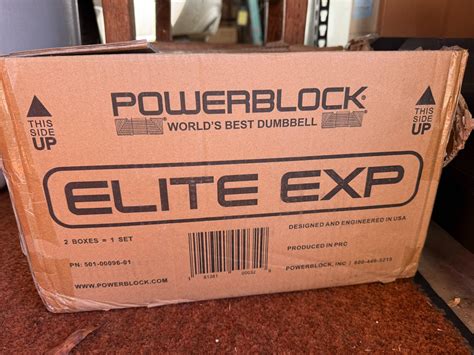 THIS
SIDE
UP
POWERBLOCK
WORLD'S BEST DUMBBELL
THIS
SIDE
UP
ELITE EXP
2 BOXES = 1 SET
DESIGNED AND ENGINEERED IN USA
PRODUCED IN PRC
PN: 501-00096-01
POWERBLOCK, INC
WWW.POWERBLOCK.COM